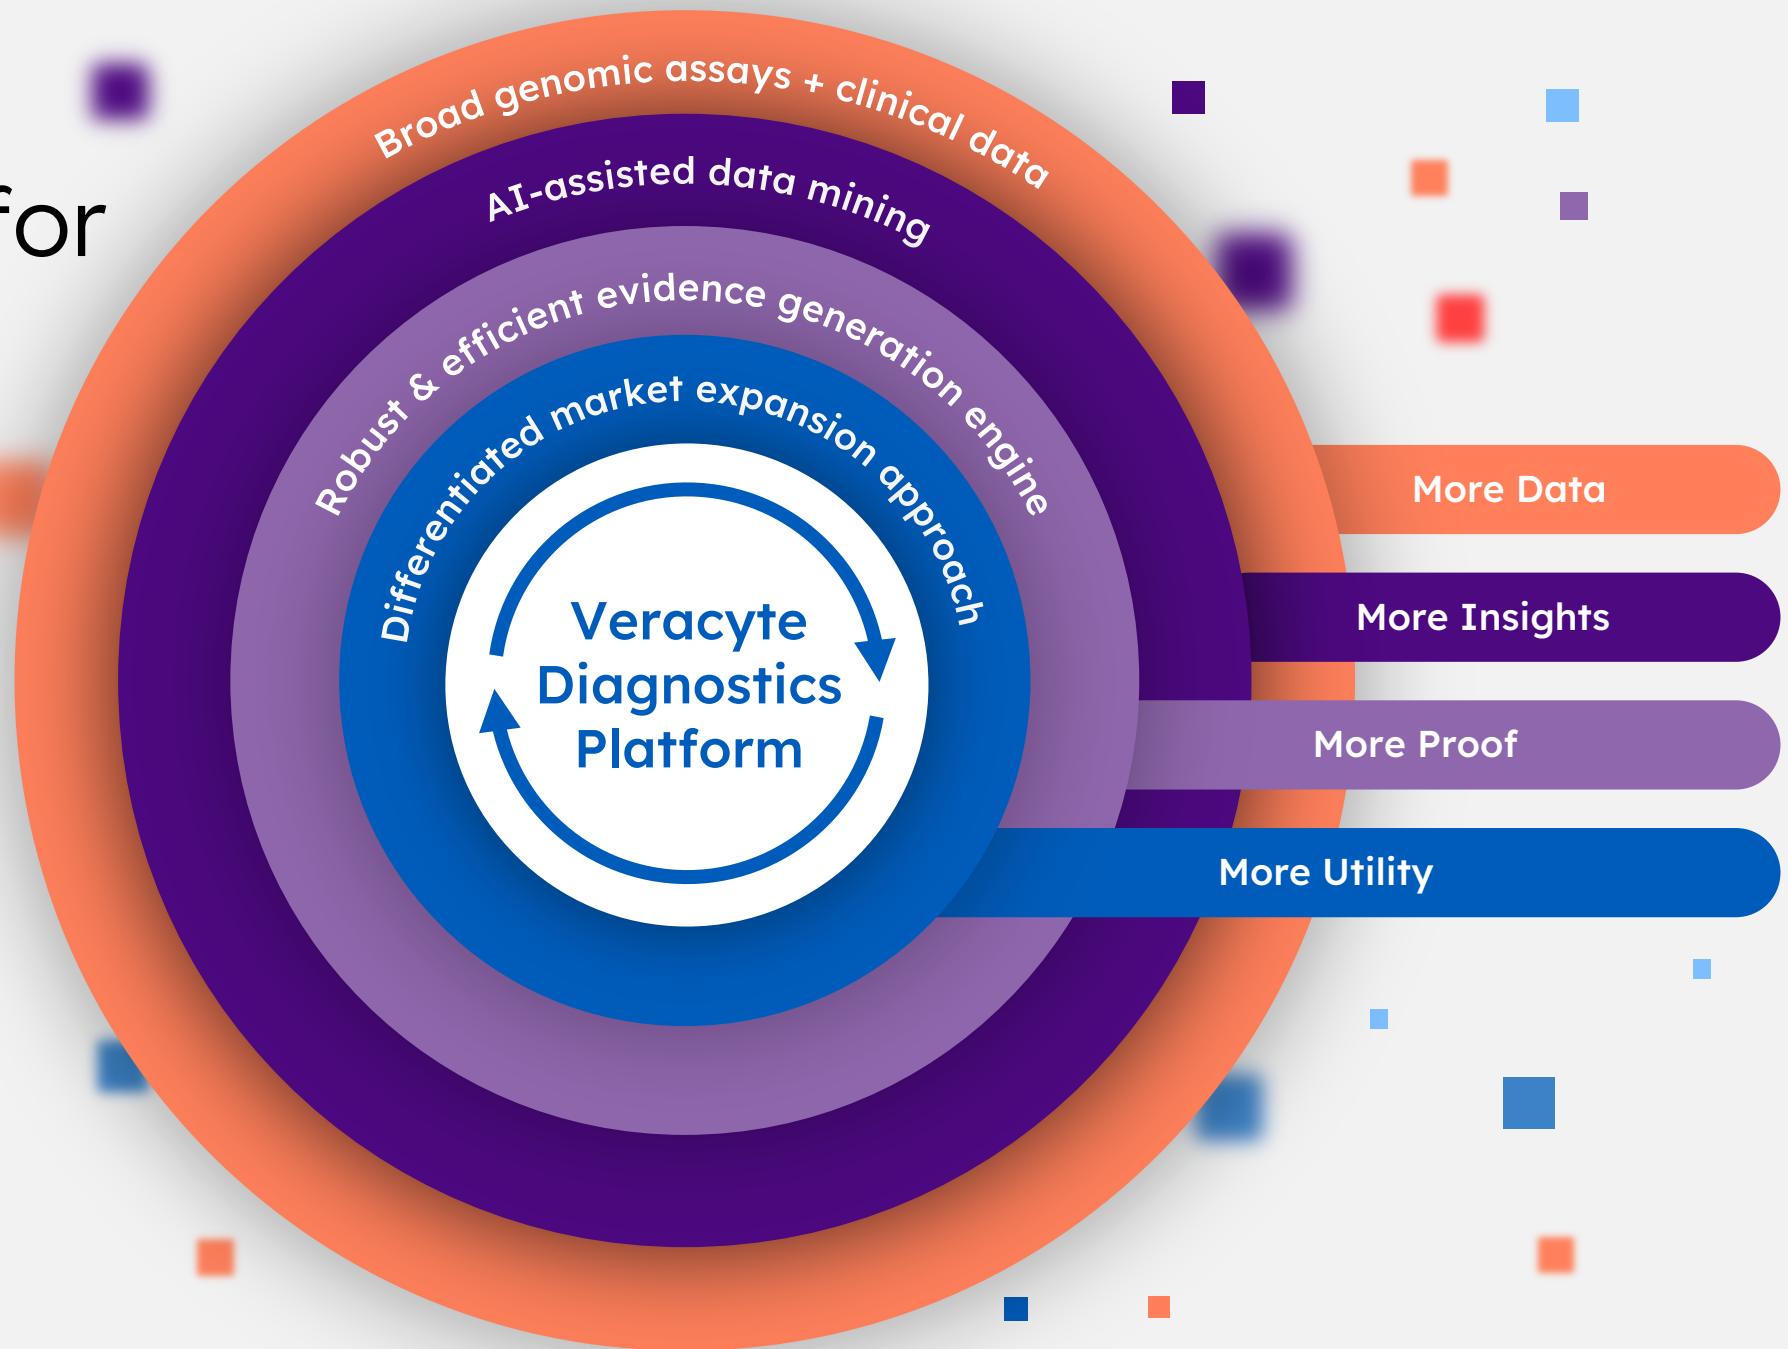 for
Broad genomic assays + clinical data
AI-assisted data mining
Robust & efficient evidence generation engine
Differentiated market expansion approach
Veracyte
Diagnostics
Platform
More Data
More Insights
More Proof
More Utility